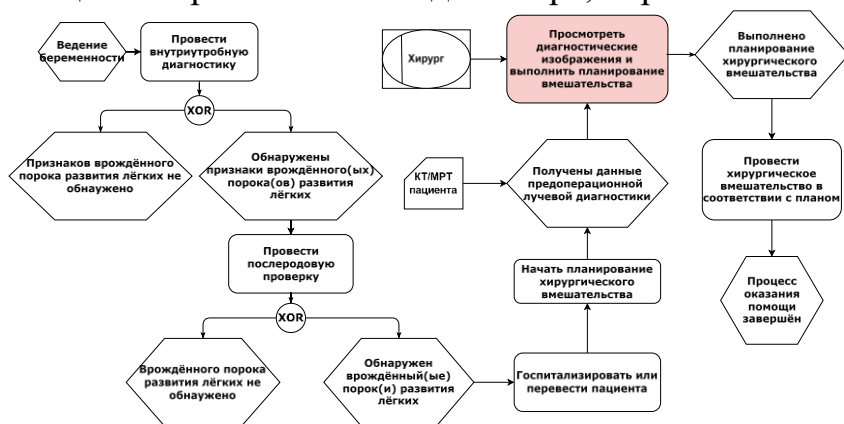 Ведение
беременности
Провести
внутриутробную
диагностику
XOR
Признаков врождённого
порока развития лёгких не
обнаужено
Обнаружены
признаки врождённого(ых)
порока(ов) развития
лёгких
Провести
послеродовую
проверку
XOR
Врождённого порока
развития лёгких не
обнаужено
Обнаружен
врождённый(ые)
порок(и) развития
лёгких
Госпитализировать или
перевести пациента
Начать планирование
хирургического
вмешательства
КТ/МРТ
пациента
Получены данные
предоперационной
лучевой диагностики
Хирург
Просмотреть
диагностические
изображения и
выполнить планирование
вмешательства
Выполнено
планирование
хирургического
вмешательства
Провести
хирургическое
вмешательство в
соответствии с планом
Процесс
оказания
помощи
завершён